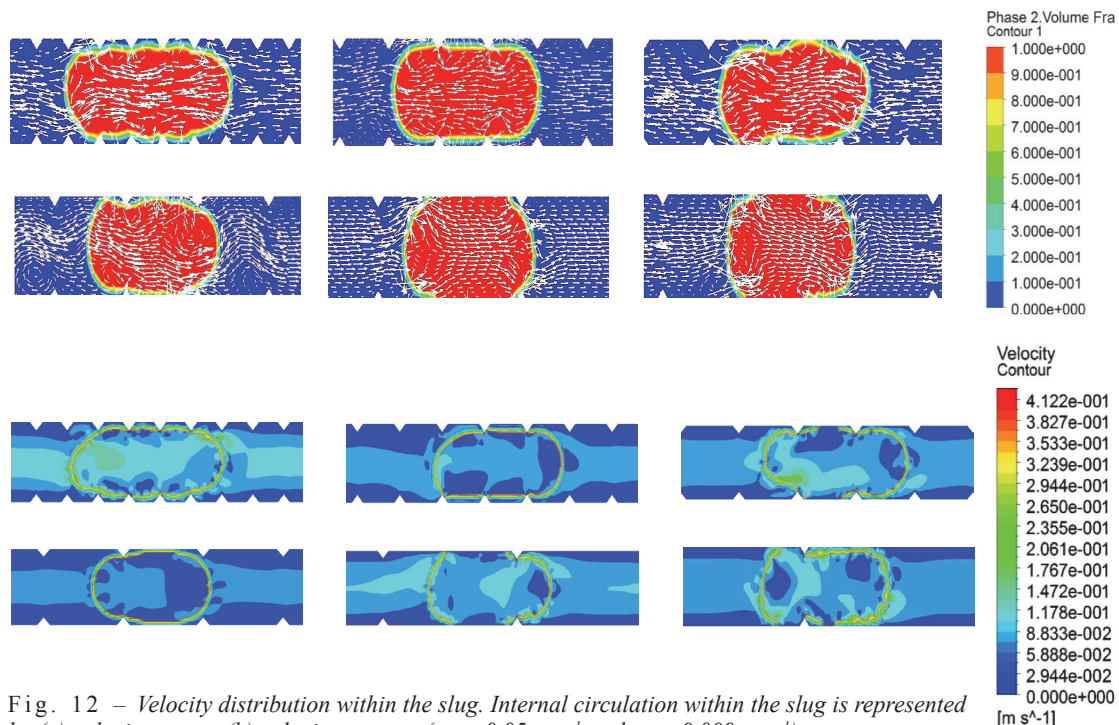 Phase 2.Volume Fra
Contour 1
1.000e+000
9.000e-001
8.000e-001
7.000e-001
6.000e-001
5.000e-001
4.000e-001
3.000e-001
2.000e-001
1.000e-001
0.000e+000
Velocity
Contour
4.122e-001
3.827e-001
3.533e-001
3.239e-001
2.944e-001
2.650e-001
2.355e-001
2.061e-001
1.767e-001
1.472e-001
1.178e-001
8.833e-002
5.888e-002
2.944e-002
0.000e+000
[m s^-1]
Fig. 12 – Velocity distribution within the slug. Internal circulation within the slug is represented